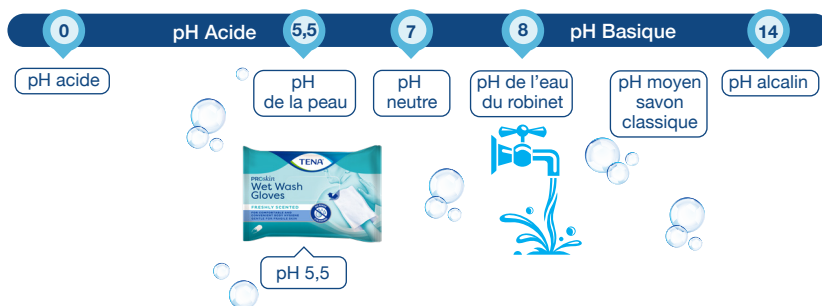 0
pH Acide
5,5
7
8
pH Basique
14
pH acide
pH
de la peau
pH
neutre
pH de l'eau
du robinet
pH moyen
savon
classique
pH alcalin
TENA
PROskin
Wet Wash
Gloves
FRESHLY SCENTED
pH 5,5